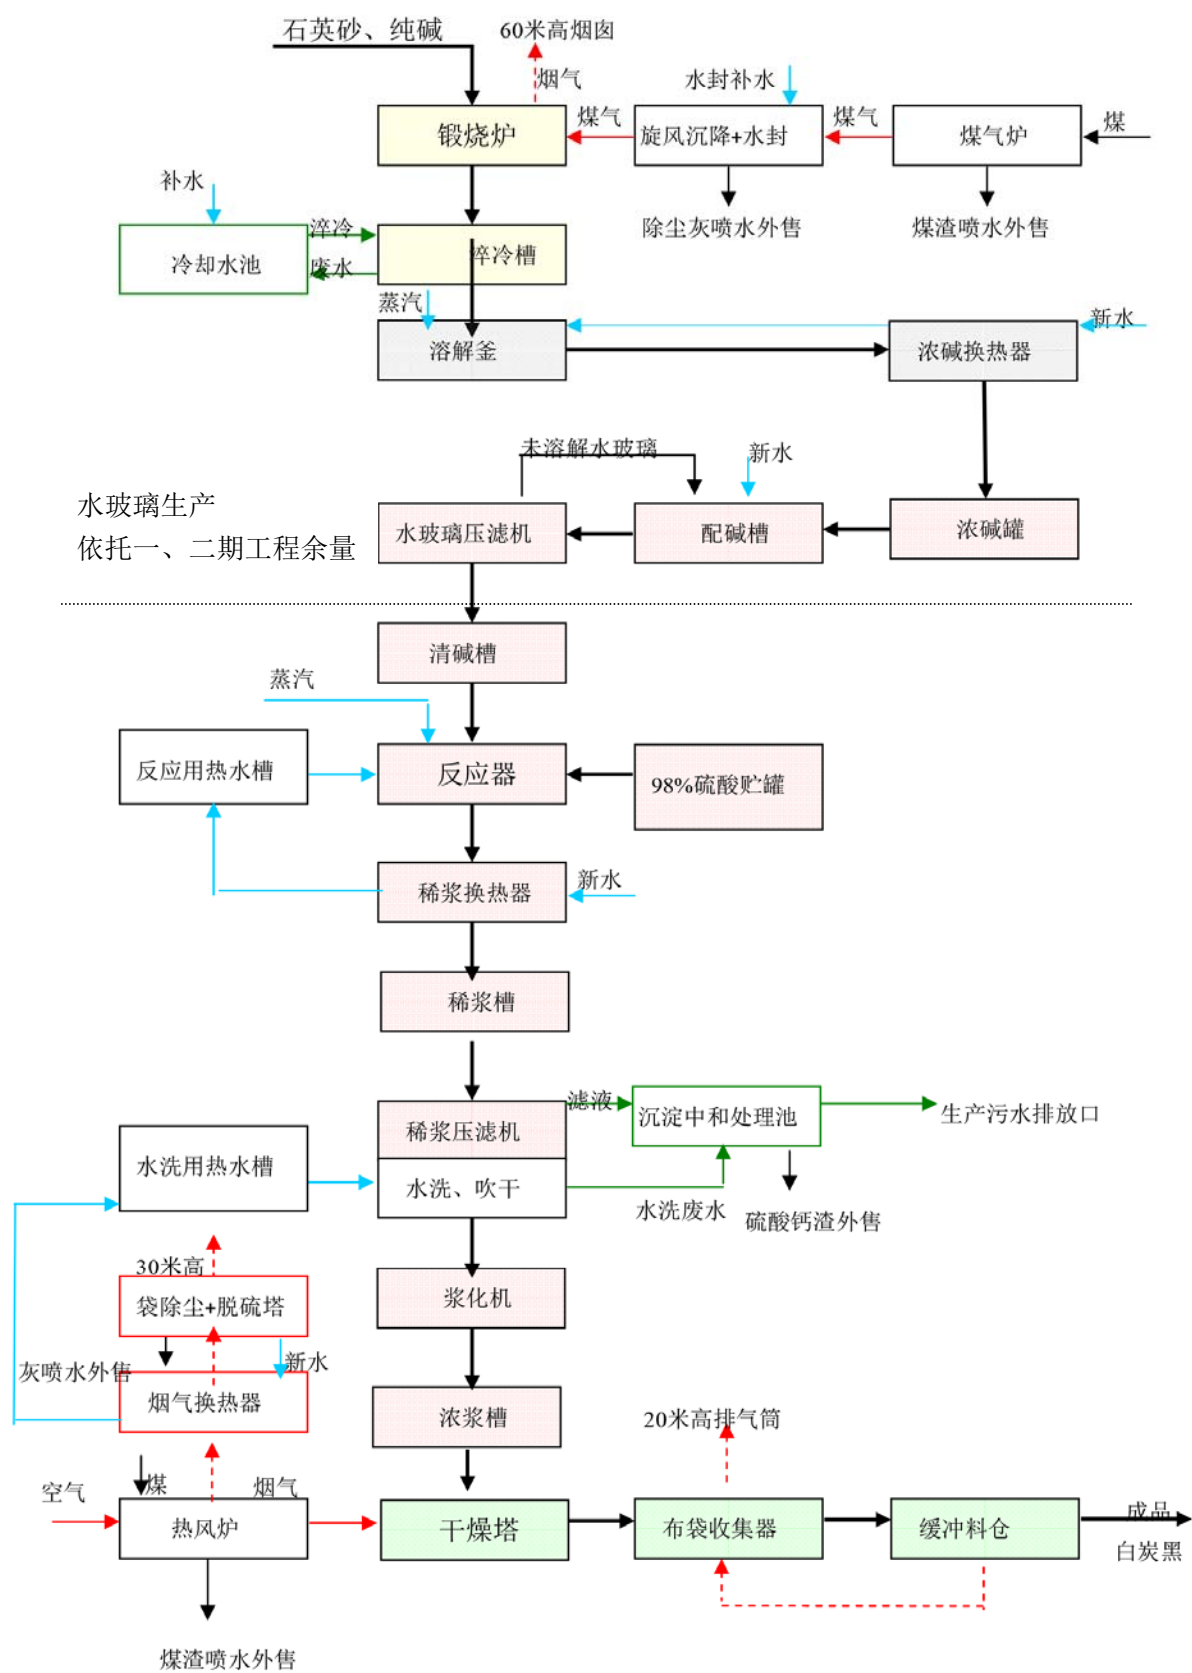 石英砂、纯碱
60米高烟囱
烟气
水封补水
煤气
煤气
煤
锻烧炉
旋风沉降+水封
煤气炉
补水
除尘灰喷水外售
煤渣喷水外售
淬冷
冷却水池
淬冷槽
废水
蒸汽
新水
溶解釜
浓碱换热器
未溶解水玻璃
新水
水玻璃生产
依托一、二期工程余量
水玻璃压滤机
配碱槽
浓碱罐
清碱槽
蒸汽
反应用热水槽
反应器
98%硫酸贮罐
稀浆换热器
新水
稀浆槽
滤液
稀浆压滤机
沉淀中和处理池
生产污水排放口
水洗用热水槽
水洗、吹干
水洗废水
硫酸钙渣外售
30米高
袋除尘+脱硫塔
浆化机
灰喷水外售
新水
烟气换热器
浓浆槽
20米高排气筒
空气
煤
烟气
热风炉
干燥塔
布袋收集器
缓冲料仓
成品
白炭黑
煤渣喷水外售